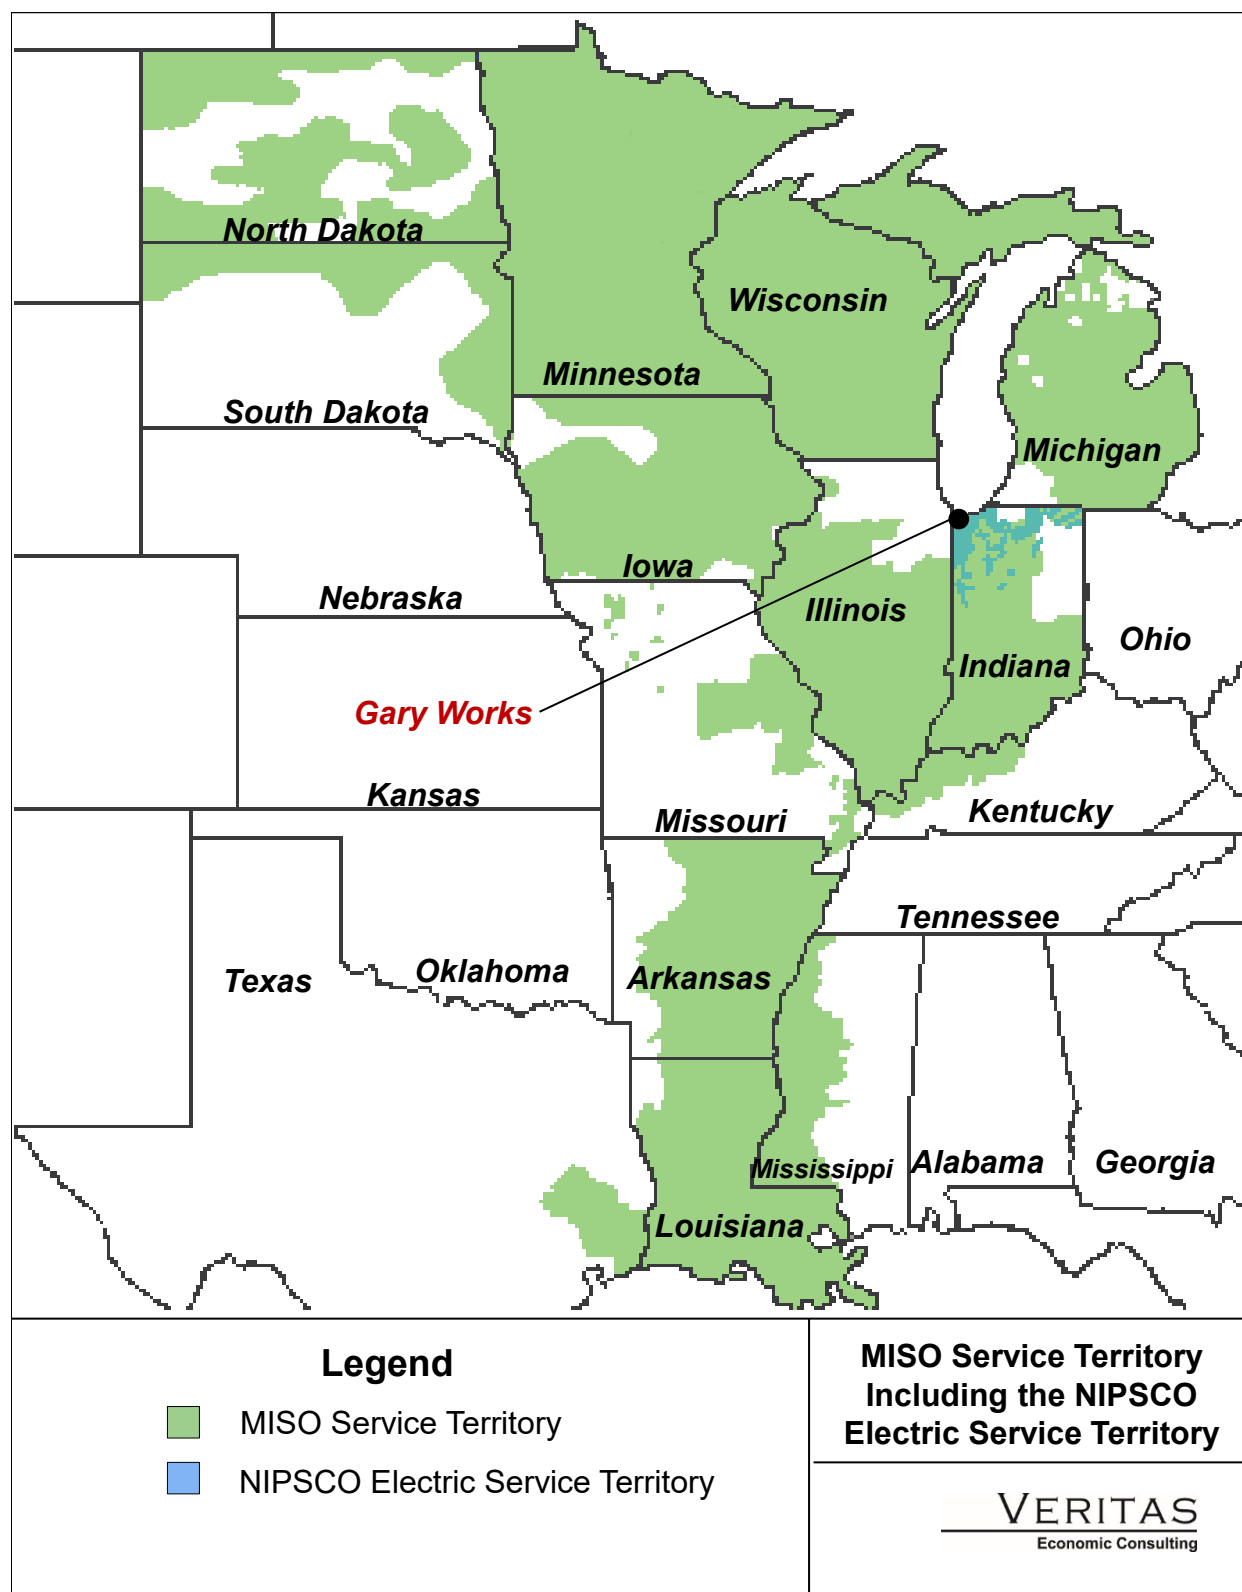 North Dakota
Wisconsin
Minnesota
South Dakota
Michigan
Iowa
Nebraska
Illinois
Ohio
Indiana
Gary Works
Kansas
Missouri
Kentucky
Tennessee
Texas
Oklahoma
Arkansas
Mississippi
Alabama
Georgia
Louisiana
Legend
MISO Service Territory
NIPSCO Electric Service Territory
MISO Service Territory
Including the NIPSCO
Electric Service Territory
VERITAS
Economic Consulting